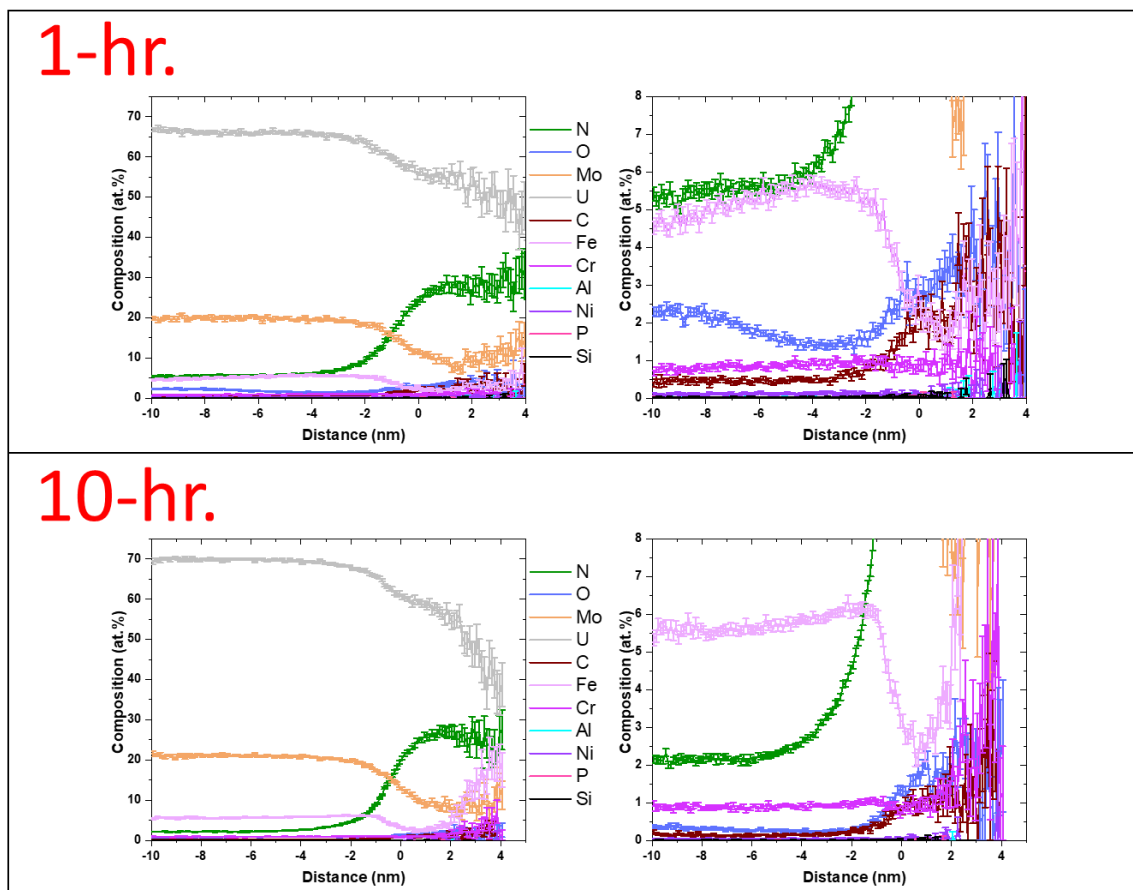 1-hr.
Composition (at.%)
70
60
50
40
30
20
10
0
-10 -8 -6 -4 -2 0 2 4
Distance (nm)
N
O
Mo
U
C
Fe
Cr
Al
Ni
P
Si
Composition (at.%)
8
7
6
5
4
3
2
1
0
-10 -8 -6 -4 -2 0 2 4
Distance (nm)
10-hr.
Composition (at.%)
70
60
50
40
30
20
10
0
-10 -8 -6 -4 -2 0 2 4
Distance (nm)
N
O
Mo
U
C
Fe
Cr
Al
Ni
P
Si
Composition (at.%)
8
7
6
5
4
3
2
1
0
-10 -8 -6 -4 -2 0 2 4
Distance (nm)